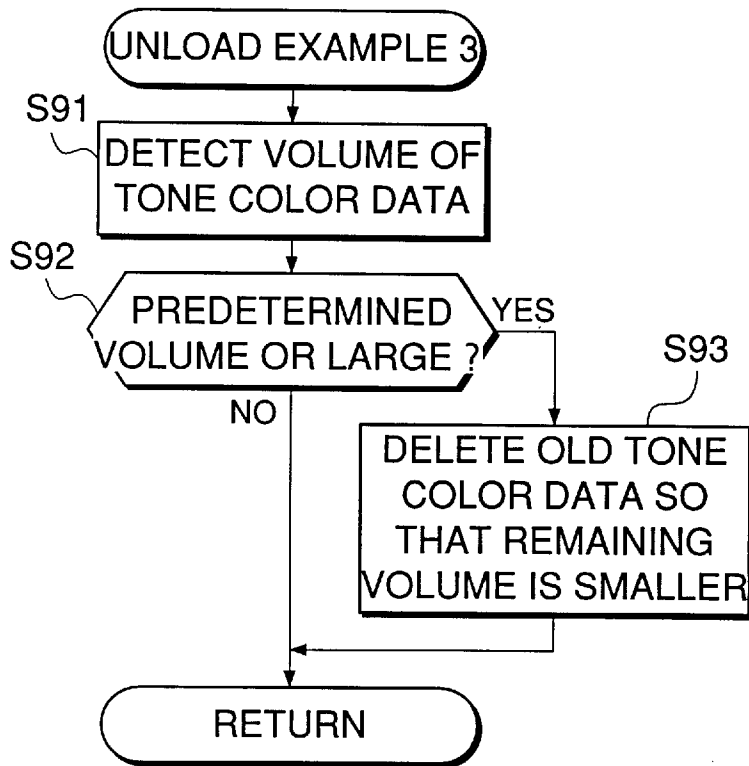 UNLOAD EXAMPLE 3
S91
DETECT VOLUME OF
TONE COLOR DATA
S92
PREDETERMINED
VOLUME OR LARGE ?
YES
NO
S93
DELETE OLD TONE
COLOR DATA SO
THAT REMAINING
VOLUME IS SMALLER
RETURN